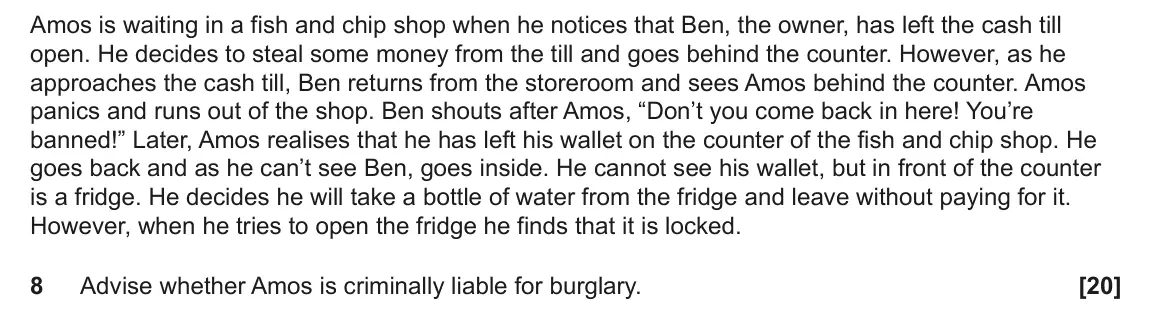 Amos is waiting in a fish and chip shop when he notices that Ben, the owner, has left the cash till
open. He decides to steal some money from the till and goes behind the counter. However, as he
approaches the cash till, Ben returns from the storeroom and sees Amos behind the counter. Amos
panics and runs out of the shop. Ben shouts after Amos, “Don’t you come back in here! You’re
banned!” Later, Amos realises that he has left his wallet on the counter of the fish and chip shop. He
goes back and as he can’t see Ben, goes inside. He cannot see his wallet, but in front of the counter
is a fridge. He decides he will take a bottle of water from the fridge and leave without paying for it.
However, when he tries to open the fridge he finds that it is locked.
8 Advise whether Amos is criminally liable for burglary. [20]